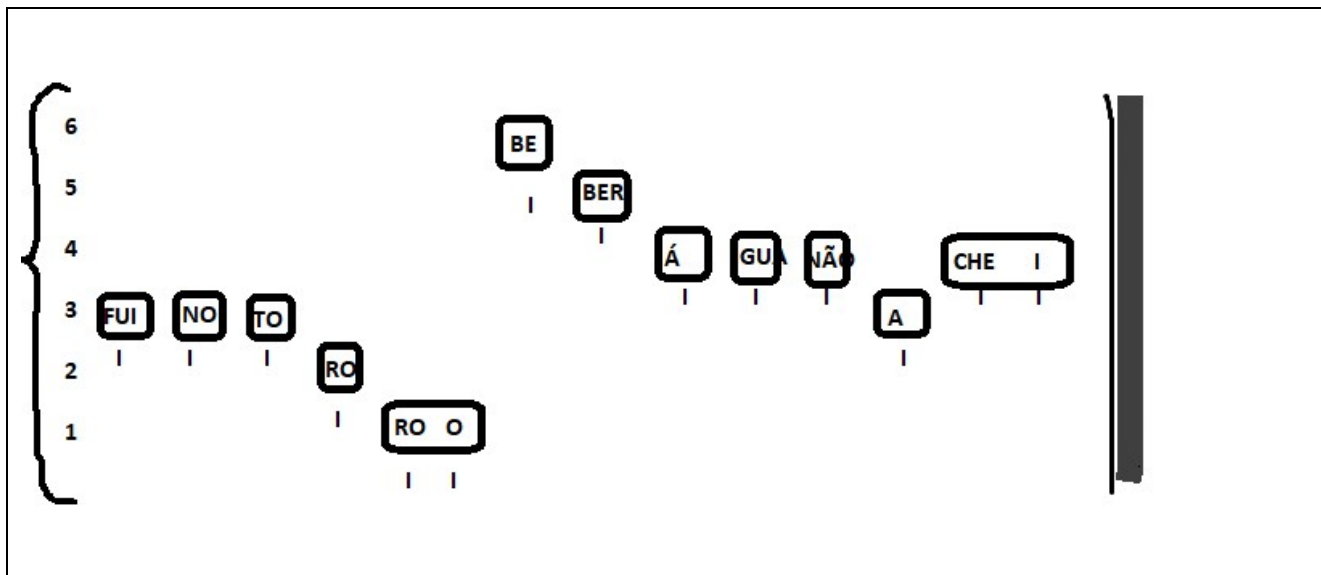 6 BE
5 BER
I
I
4 Á GUA NÃO CHE I
I I I I I
3 FUI NO TO A
I I I I
2 RO
I
1 RO O
I I